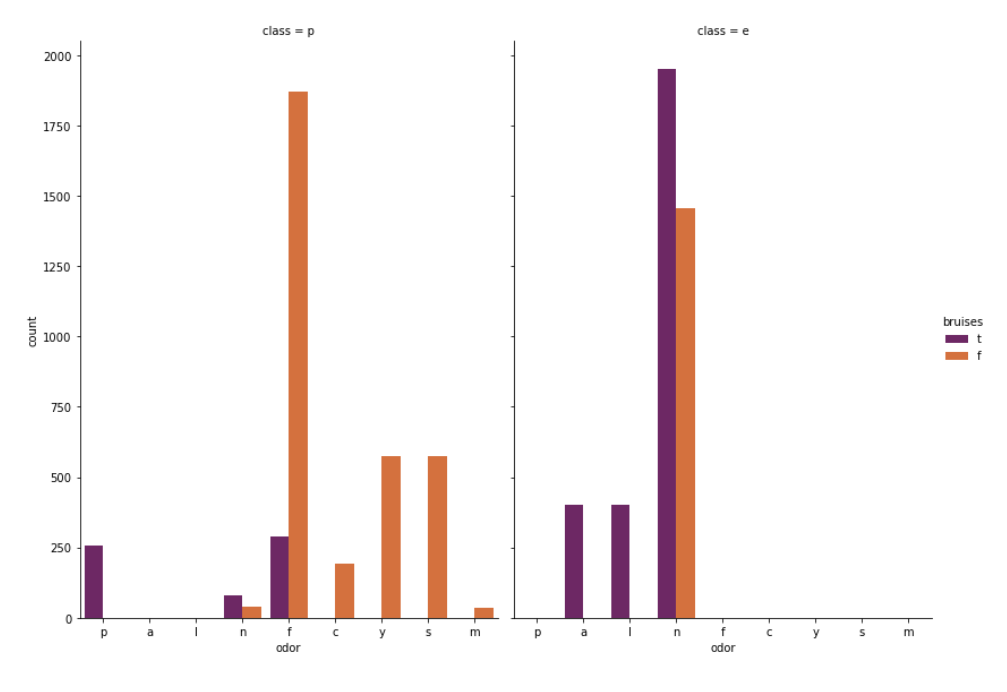 class = p
class = e
2000
1750
1500
1250
1000
750
500
250
0
count
p a l n f c y s m
odor
p a l n f c y s m
odor
bruises
t
f